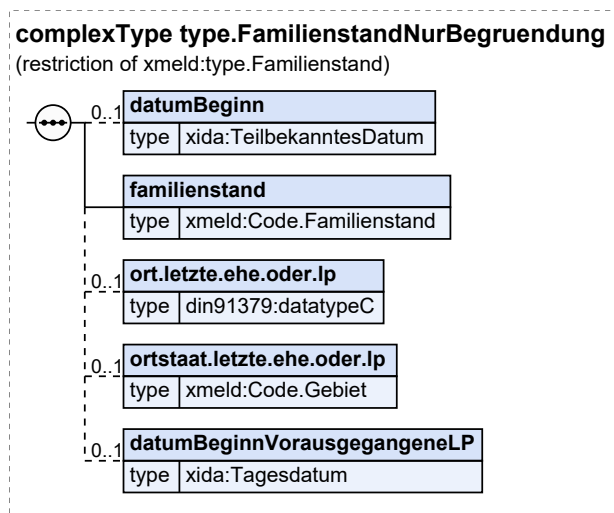 complexType type.FamilienstandNurBegruendung
(restriction of xmeld:type.Familienstand)
0..1 datumBeginn
type xida:TeilbekanntesDatum
familienstand
type xmeld:Code.Familienstand
0..1 ort.letzte.ehe.oder.lp
type din91379:datatypeC
0..1 ortstaat.letzte.ehe.oder.lp
type xmeld:Code.Gebiet
0..1 datumBeginnVorausgegangeneLP
type xida:Tagesdatum